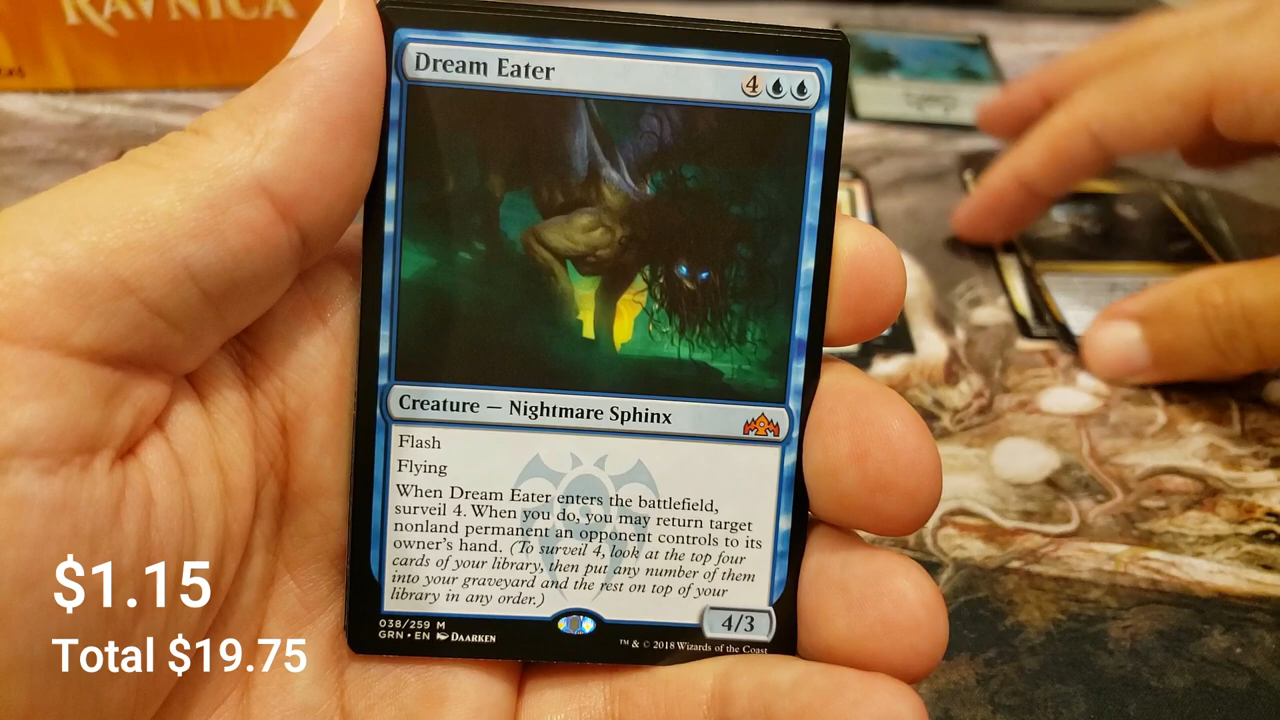 RAVNICA
Dream Eater
4
Creature — Nightmare Sphinx
Flash
Flying
When Dream Eater enters the battlefield,
surveil 4. When you do, you may return target
nonland permanent an opponent controls to its
owner's hand. (To surveil 4, look at the top four
cards of your library, then put any number of them
into your graveyard and the rest on top of your
library in any order.)
4/3
038/259 M
GRN • EN DAARKEN
™ & © 2018 Wizards of the Coast
$1.15
Total $19.75